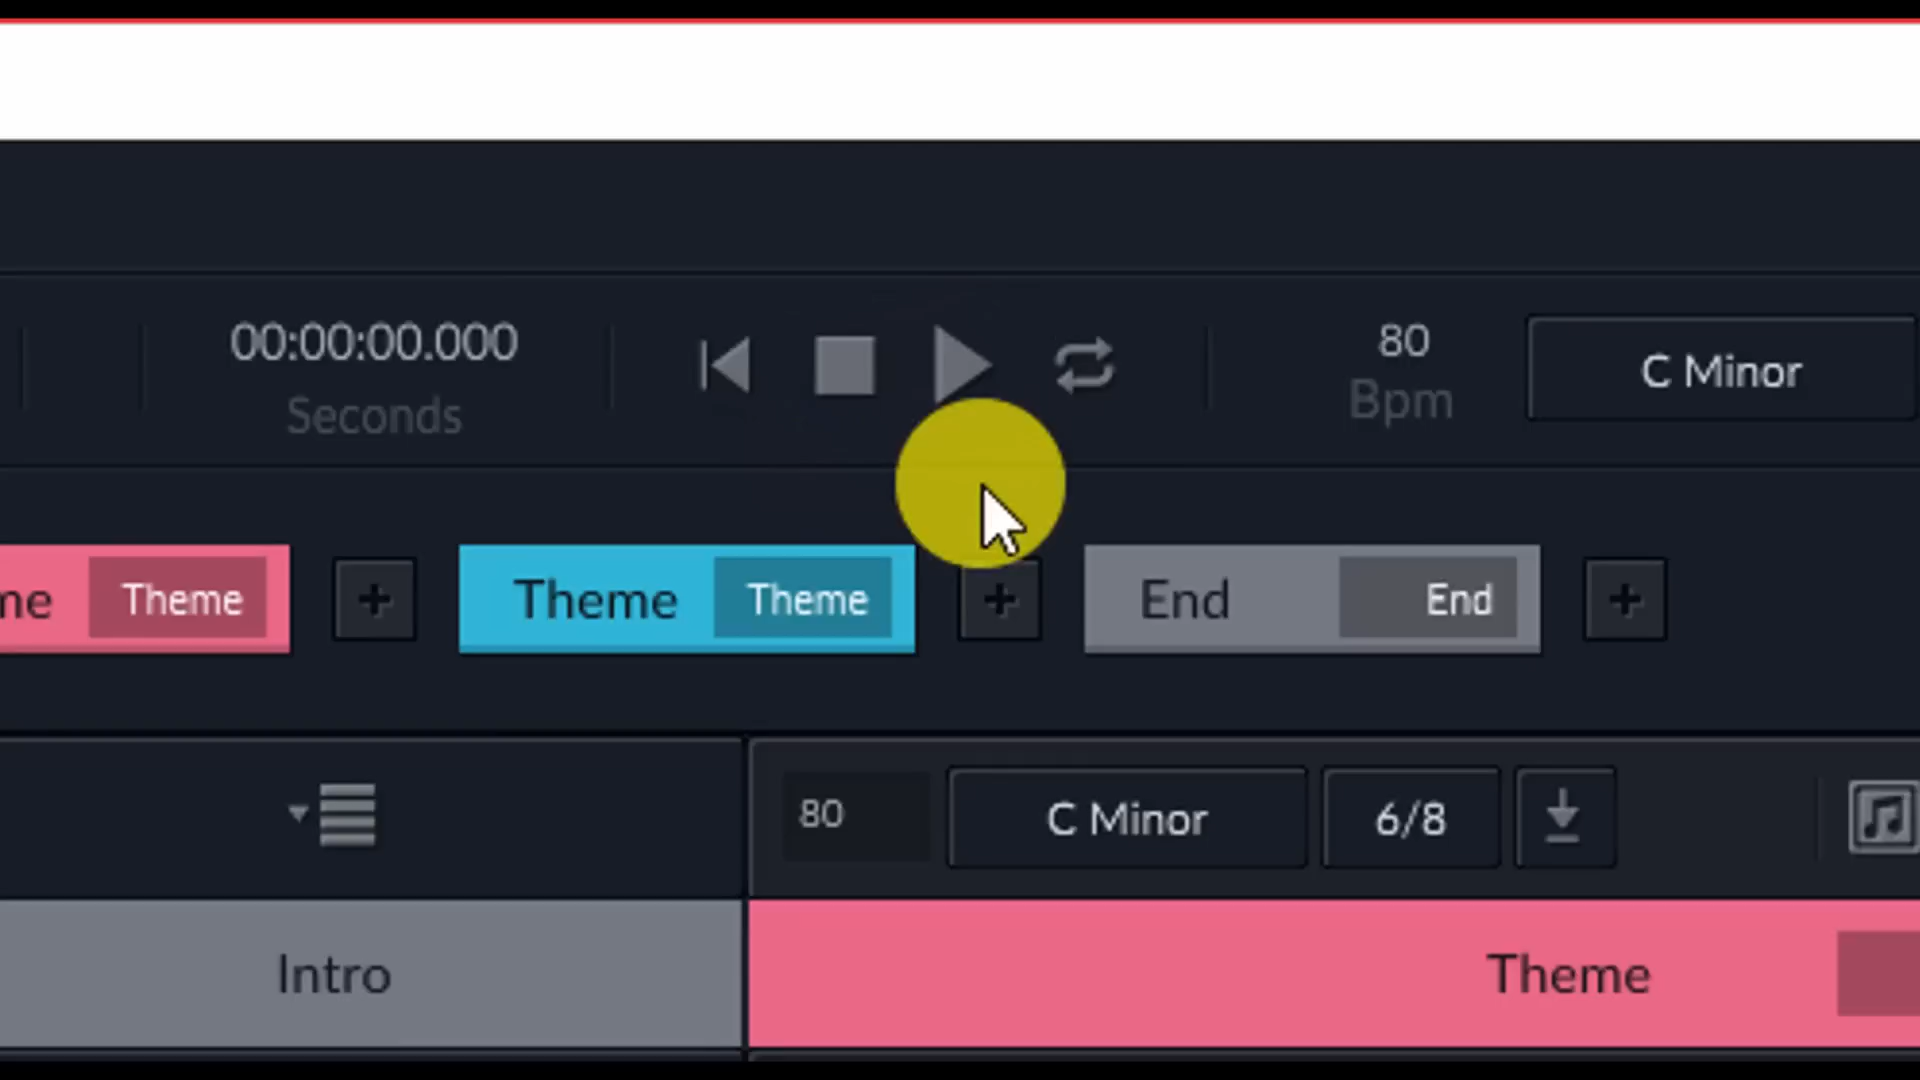 00:00:00.000
Seconds
80
Bpm
C Minor
me Theme
Theme Theme
End End
80
C Minor
6/8
Intro
Theme